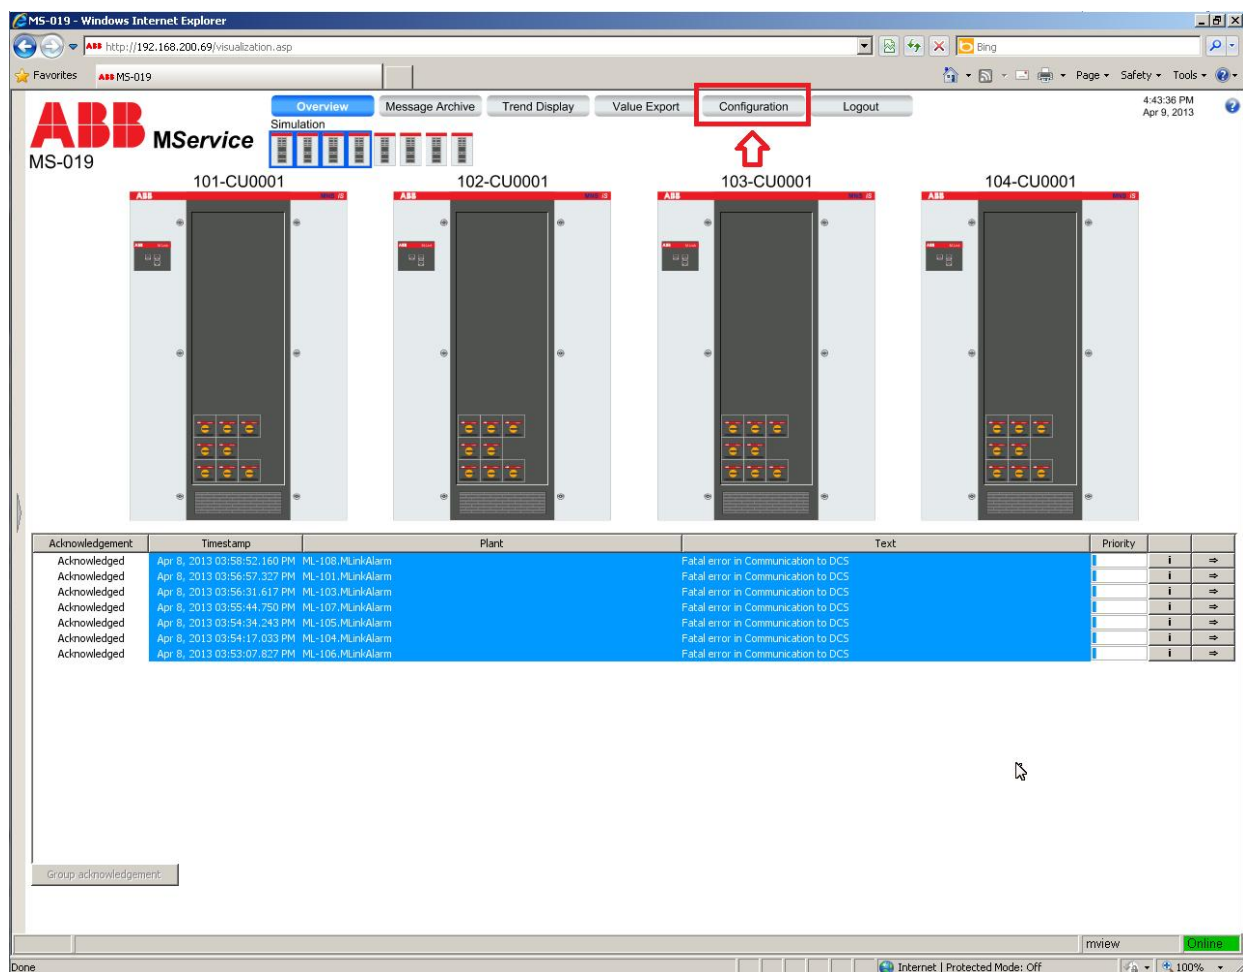 MS-019 - Windows Internet Explorer
ABB http://192.168.200.69/visualization.asp
Bing
Favorites ABB MS-019
Page Safety Tools
ABB MService
MS-019
Overview Message Archive Trend Display Value Export Configuration Logout
4:43:36 PM
Apr 9, 2013
Simulation
101-CU0001 102-CU0001 103-CU0001 104-CU0001
ABB ABB ABB ABB
Acknowledgement Timestamp Plant Text Priority
Acknowledged Apr 8, 2013 03:58:52.160 PM ML-108.MLinkAlarm Fatal error in Communication to DCS i
Acknowledged Apr 8, 2013 03:56:57.327 PM ML-101.MLinkAlarm Fatal error in Communication to DCS i
Acknowledged Apr 8, 2013 03:56:31.617 PM ML-103.MLinkAlarm Fatal error in Communication to DCS i
Acknowledged Apr 8, 2013 03:55:44.750 PM ML-107.MLinkAlarm Fatal error in Communication to DCS i
Acknowledged Apr 8, 2013 03:54:34.243 PM ML-105.MLinkAlarm Fatal error in Communication to DCS i
Acknowledged Apr 8, 2013 03:54:17.033 PM ML-104.MLinkAlarm Fatal error in Communication to DCS i
Acknowledged Apr 8, 2013 03:53:07.827 PM ML-106.MLinkAlarm Fatal error in Communication to DCS i
Group acknowledgement
mview Online
Done Internet | Protected Mode: Off 100%